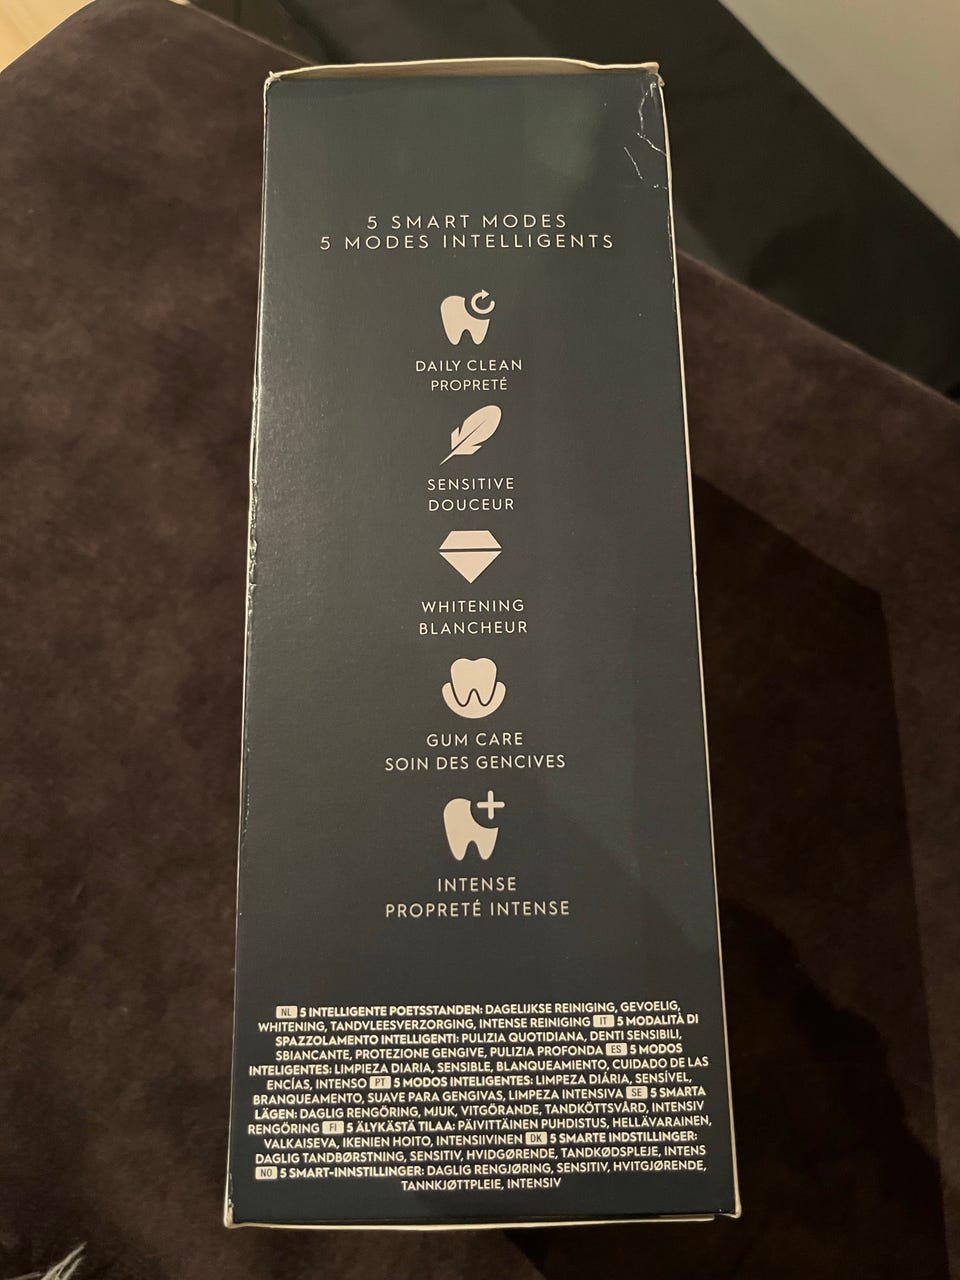 5 SMART MODES
5 MODES INTELLIGENTS
DAILY CLEAN
PROPRETÉ
SENSITIVE
DOUCEUR
WHITENING
BLANCHEUR
GUM CARE
SOIN DES GENCIVES
INTENSE
PROPRETÉ INTENSE
NL 5 INTELLIGENTE POETSSTANDEN: DAGELIJKSE REINIGING, GEVOELIG,
WHITENING, TANDVLEESVERZORGING, INTENSE REINIGING IT 5 MODALITÀ DI
SPAZZOLAMENTO INTELLIGENTI: PULIZIA QUOTIDIANA, DENTI SENSIBILI,
SBIANCANTE, PROTEZIONE GENGIVE, PULIZIA PROFONDA ES 5 MODOS
INTELIGENTES: LIMPIEZA DIARIA, SENSIBLE, BLANQUEAMIENTO, CUIDADO DE LAS
ENCÍAS, INTENSO PT 5 MODOS INTELIGENTES: LIMPEZA DIÁRIA, SENSÍVEL,
BRANQUEAMENTO, SUAVE PARA GENGIVAS, LIMPEZA INTENSIVA SE 5 SMARTA
LÄGEN: DAGLIG RENGÖRING, MJUK, VITGÖRANDE, TANDKÖTTSVÅRD, INTENSIV
RENGÖRING FI 5 ÄLYKÄSTÄ TILAA: PÄIVITTÄINEN PUHDISTUS, HELLÄVARAINEN,
VALKAISEVA, IKENIEN HOITO, INTENSIIVINEN DK 5 SMARTE INDSTILLINGER:
DAGLIG TANDBØRSTNING, SENSITIV, HVIDGØRENDE, TANDKØDSPLEJE, INTENS
NO 5 SMART-INNSTILLINGER: DAGLIG RENGJØRING, SENSITIV, HVITGJØRENDE,
TANNKJØTTPLEIE, INTENSIV